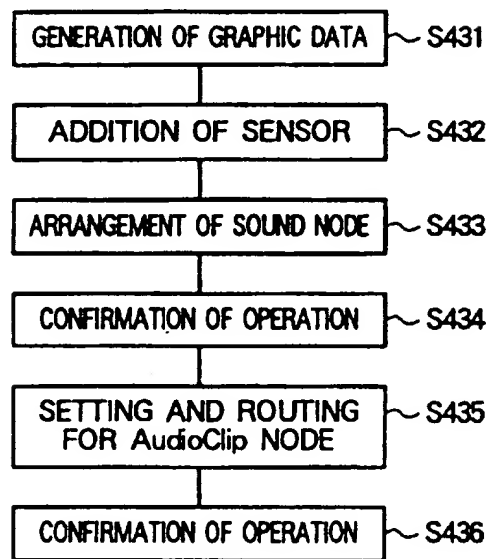 GENERATION OF GRAPHIC DATA S431
ADDITION OF SENSOR S432
ARRANGEMENT OF SOUND NODE S433
CONFIRMATION OF OPERATION S434
SETTING AND ROUTING S435
FOR AudioClip NODE
CONFIRMATION OF OPERATION S436